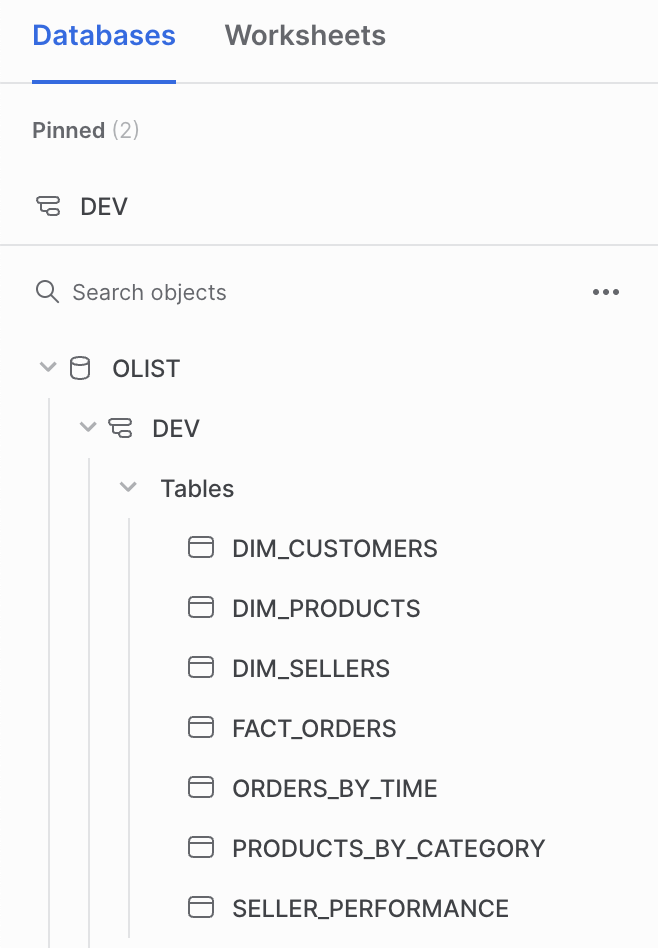 Databases Worksheets
Pinned (2)
DEV
Search objects
OLIST
DEV
Tables
DIM_CUSTOMERS
DIM_PRODUCTS
DIM_SELLERS
FACT_ORDERS
ORDERS_BY_TIME
PRODUCTS_BY_CATEGORY
SELLER_PERFORMANCE